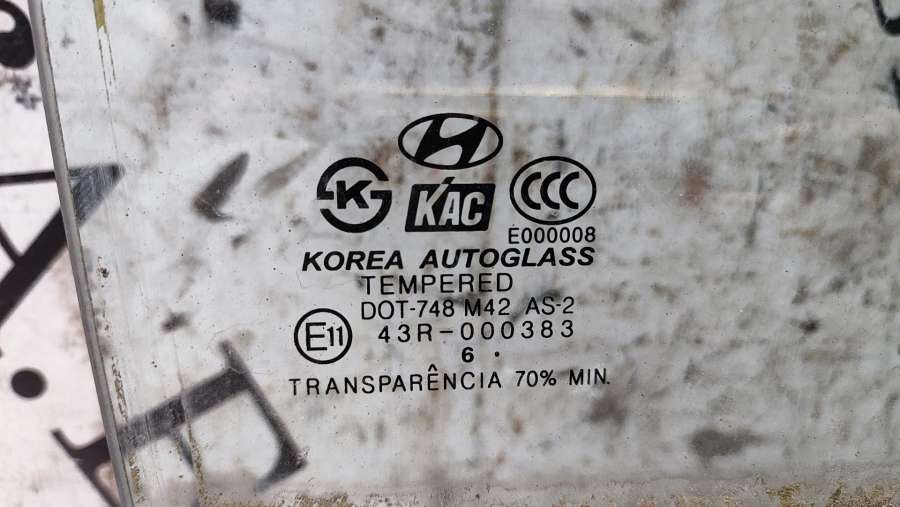 KAC
CCC
E000008
KOREA AUTOGLASS
TEMPERED
DOT-748 M42 AS-2
E11 43R-000383
6 .
TRANSPARÊNCIA 70% MIN.